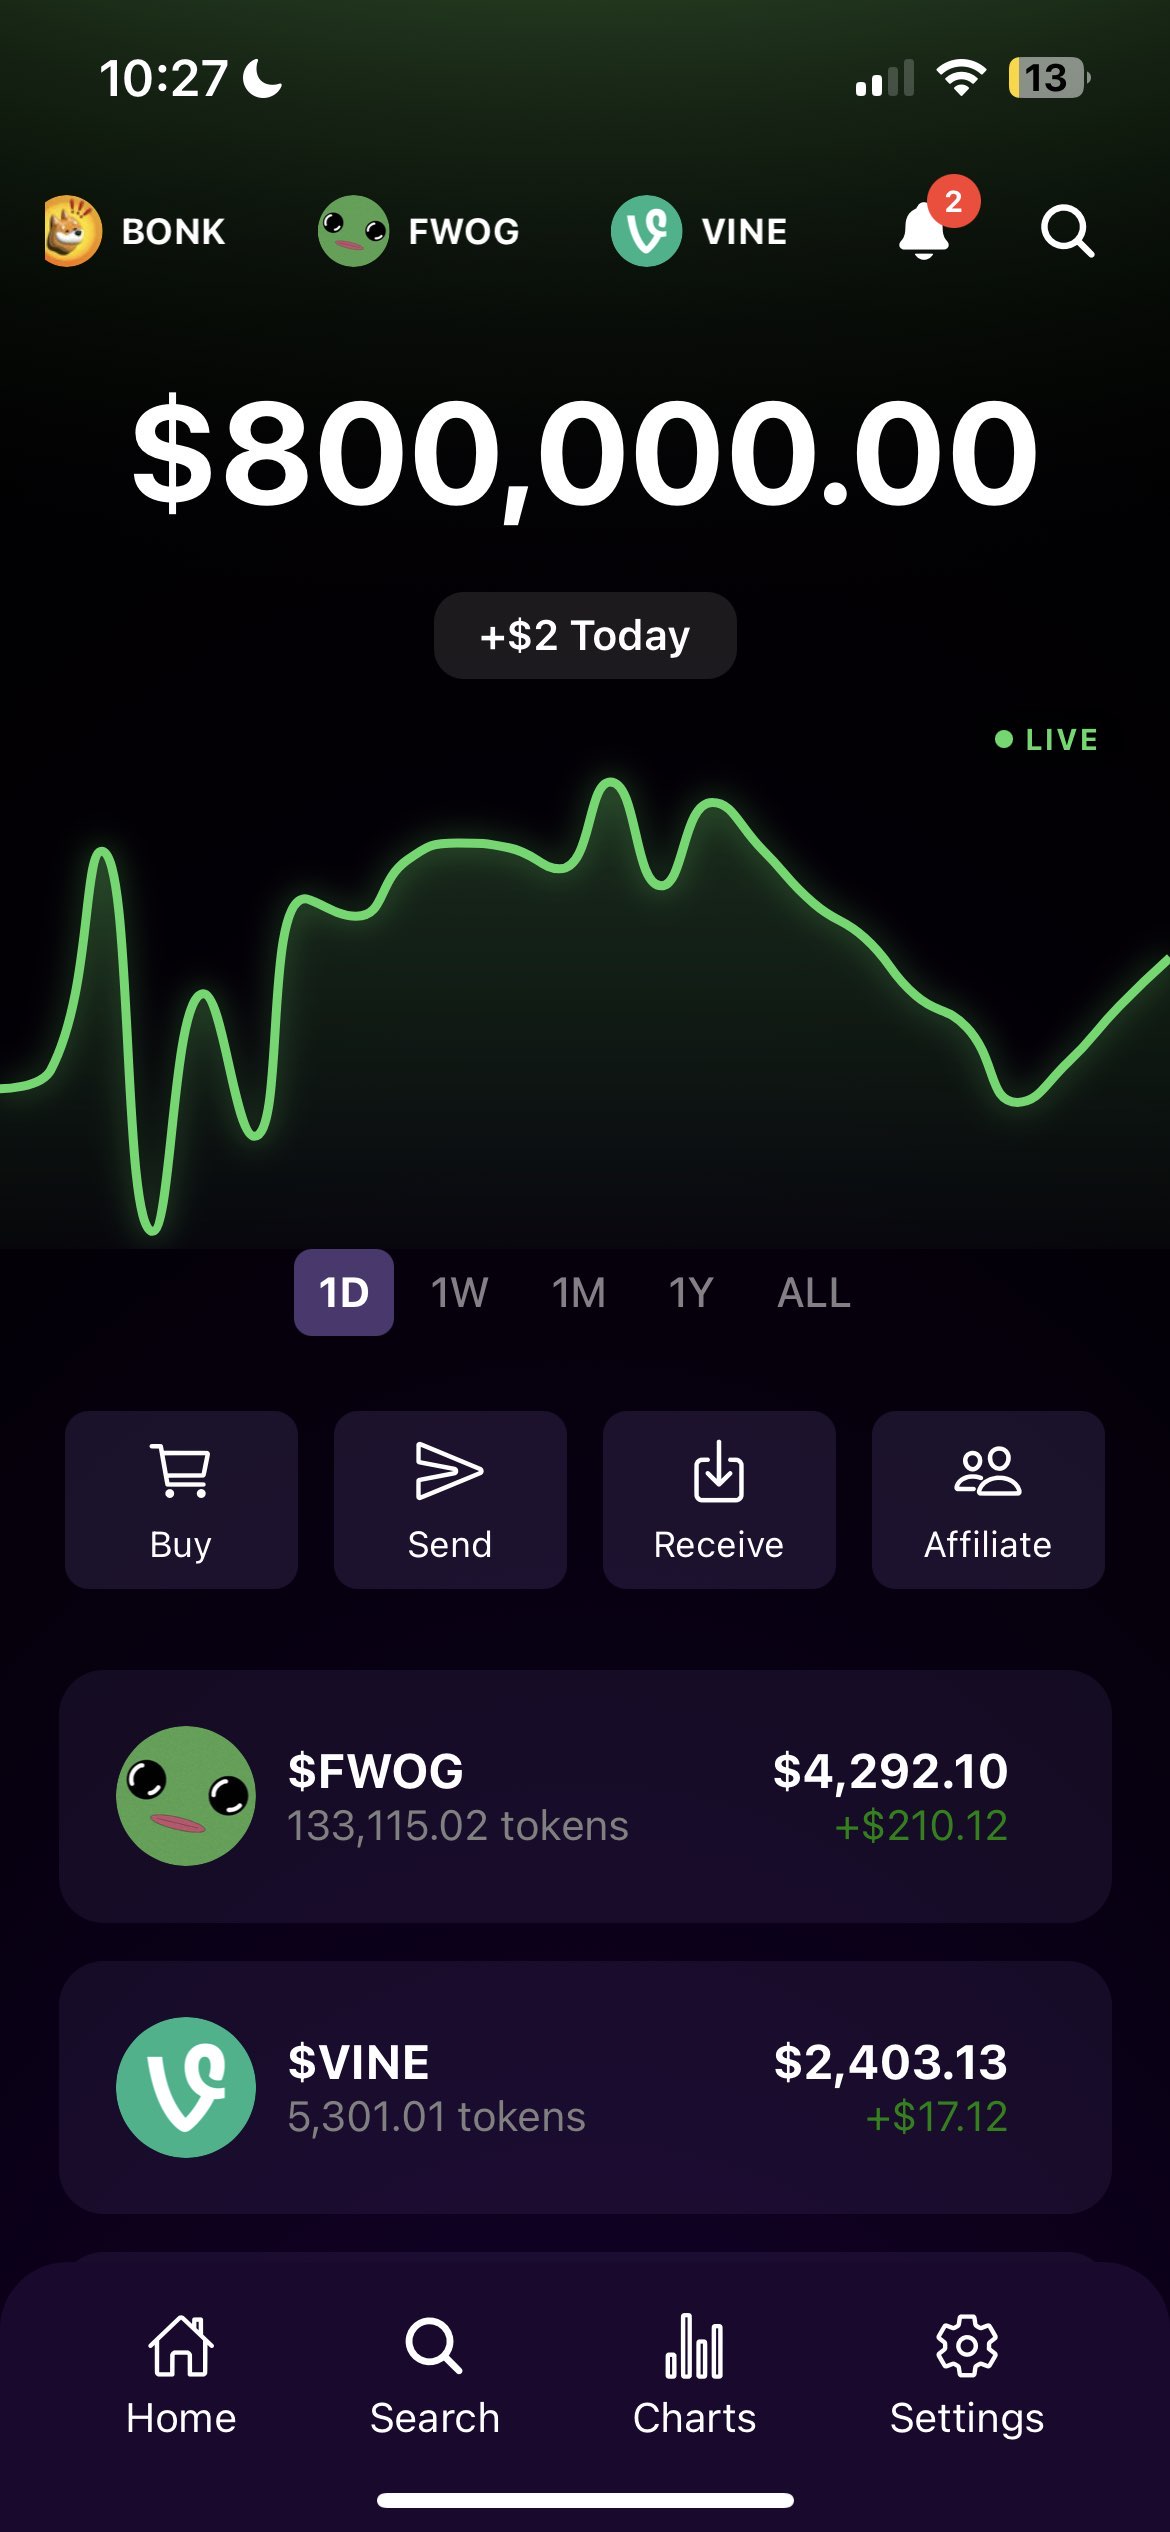 10:27 13
BONK FWOG VINE 2
$800,000.00
+$2 Today
LIVE
1D 1W 1M 1Y ALL
Buy Send Receive Affiliate
$FWOG $4,292.10
133,115.02 tokens +$210.12
$VINE $2,403.13
5,301.01 tokens +$17.12
Home Search Charts Settings